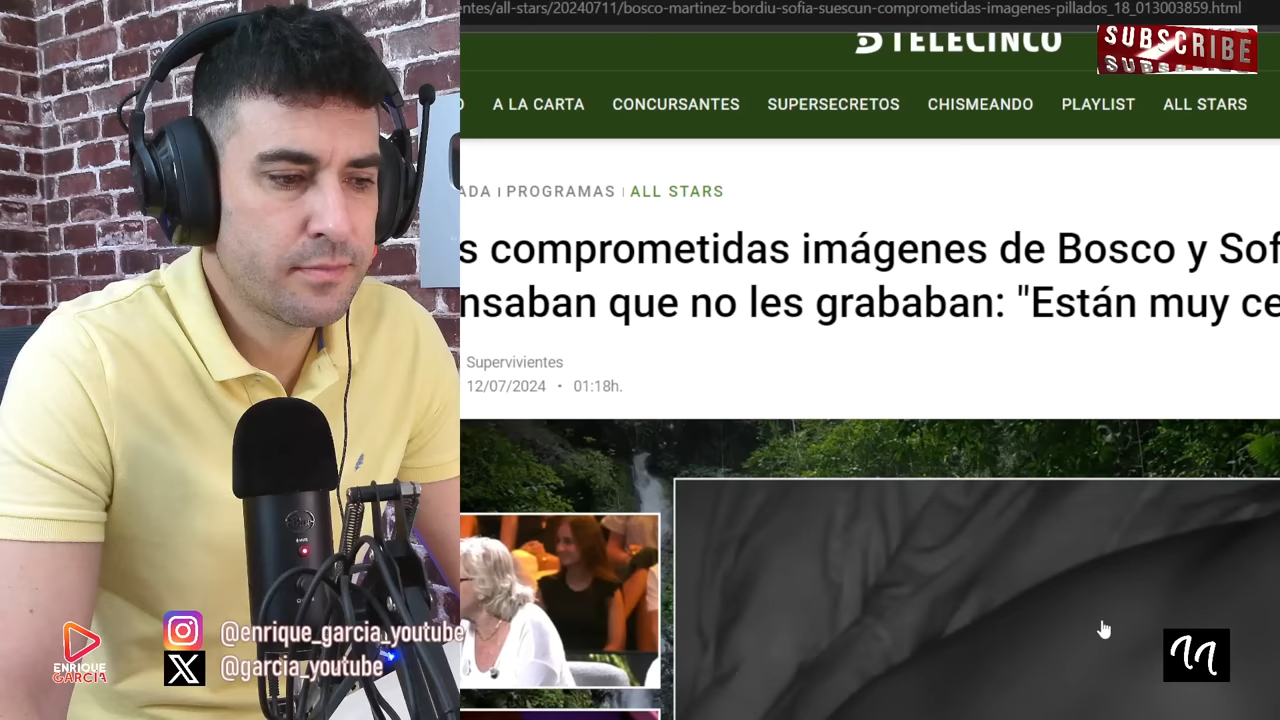 entes/all-stars/20240711/bosco-martinez-bordiu-sofia-suescun-comprometidas-imagenes-pillados_18_013003859.html
TELECINCO
SUBSCRIBE
O A LA CARTA CONCURSANTES SUPERSECRETOS CHISMEANDO PLAYLIST ALL STARS
ADA | PROGRAMAS | ALL STARS
s comprometidas imágenes de Bosco y Sof
nsaban que no les grababan: "Están muy ce
Supervivientes
12/07/2024 • 01:18h.
@enrique_garcia_youtube
@garcia_youtube
ENRIQUE
GARCIA